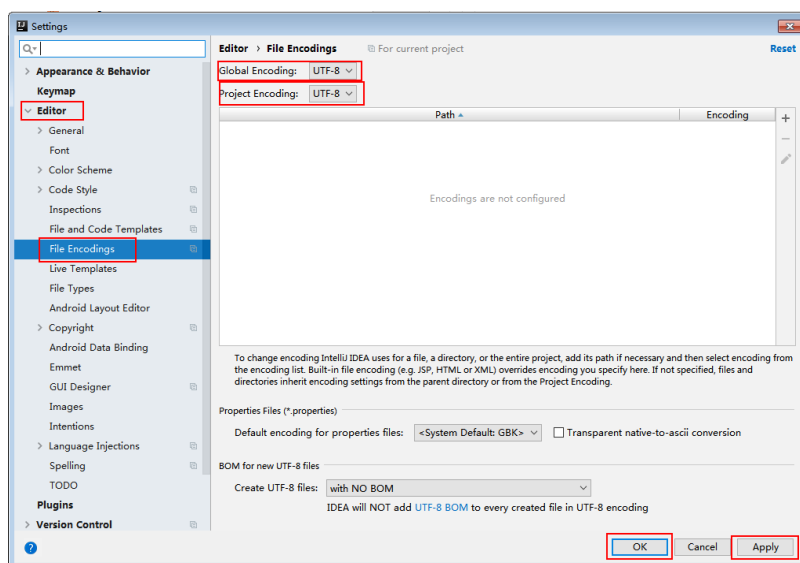 Settings
Editor > File Encodings
For current project
Reset
Appearance & Behavior
Keymap
Editor
General
Font
Color Scheme
Code Style
Inspections
File and Code Templates
File Encodings
Live Templates
File Types
Android Layout Editor
Copyright
Android Data Binding
Emmet
GUI Designer
Images
Intentions
Language Injections
Spelling
TODO
Plugins
Version Control
Global Encoding: UTF-8
Project Encoding: UTF-8
Path Encoding
Encodings are not configured
To change encoding IntelliJ IDEA uses for a file, a directory, or the entire project, add its path if necessary and then select encoding from
the encoding list. Built-in file encoding (e.g. JSP, HTML or XML) overrides encoding you specify here. If not specified, files and
directories inherit encoding settings from the parent directory or from the Project Encoding.
Properties Files (*.properties)
Default encoding for properties files: <System Default: GBK> Transparent native-to-ascii conversion
BOM for new UTF-8 files
Create UTF-8 files: with NO BOM
IDEA will NOT add UTF-8 BOM to every created file in UTF-8 encoding
OK Cancel Apply